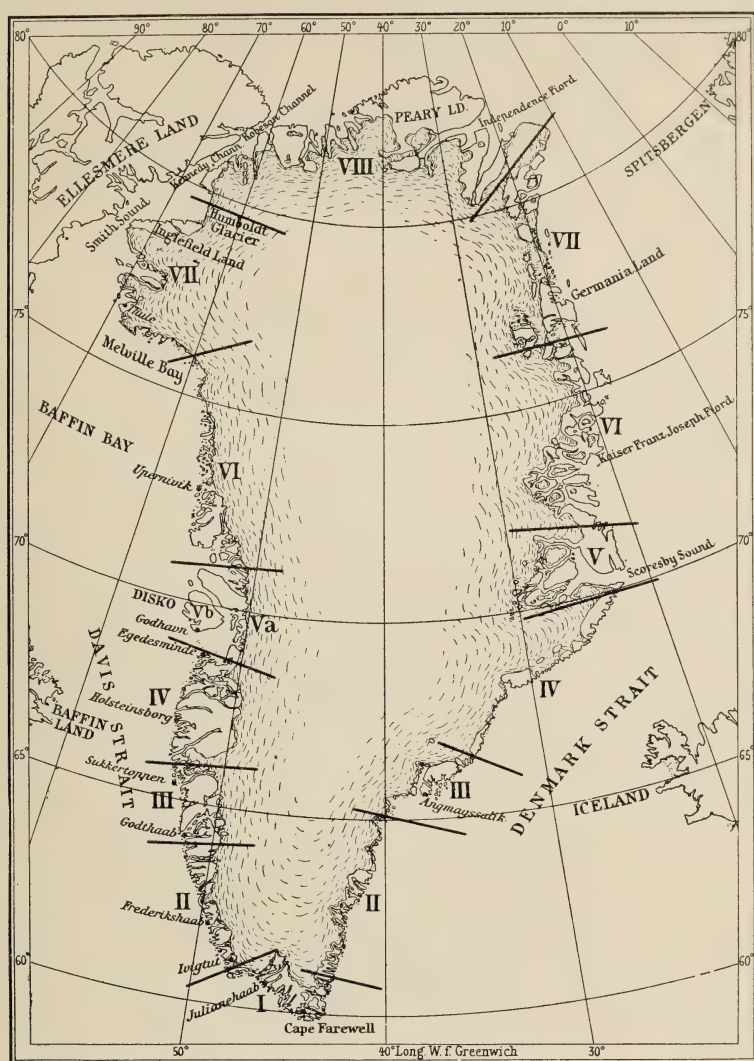 80° 90° 80° 70° 60° 50° 40° 30° 20° 10° 0° 80°
PEARY LD.
Independence Fiord
Kennedy Chann.
Robeson Channel
ELLESMERE LAND
SPITSBERGEN
VIII
Smith Sound
Humboldt
Glacier
Inglefield Land
VII
VII
Germania Land
Thule
75°
75°
Melville Bay
BAFFIN BAY
VI
VI
Kaiser Franz Joseph Fiord
Upernivik
70°
70°
V
Scoresby Sound
DISKO
Vb
Va
Godhavn
Egedesminde
DAVIS STRAIT
IV
IV
Holsteinsborg
BAFFIN
LAND
DENMARK STRAIT
65°
65°
Sukkertoppen
III
III
ICELAND
Angmagssalik
Godthaab
II
II
Frederikshaab
60°
60°
Ivigtut
Julianehaab
I
Cape Farewell
50°
40° Long. W. f. Greenwich
30°